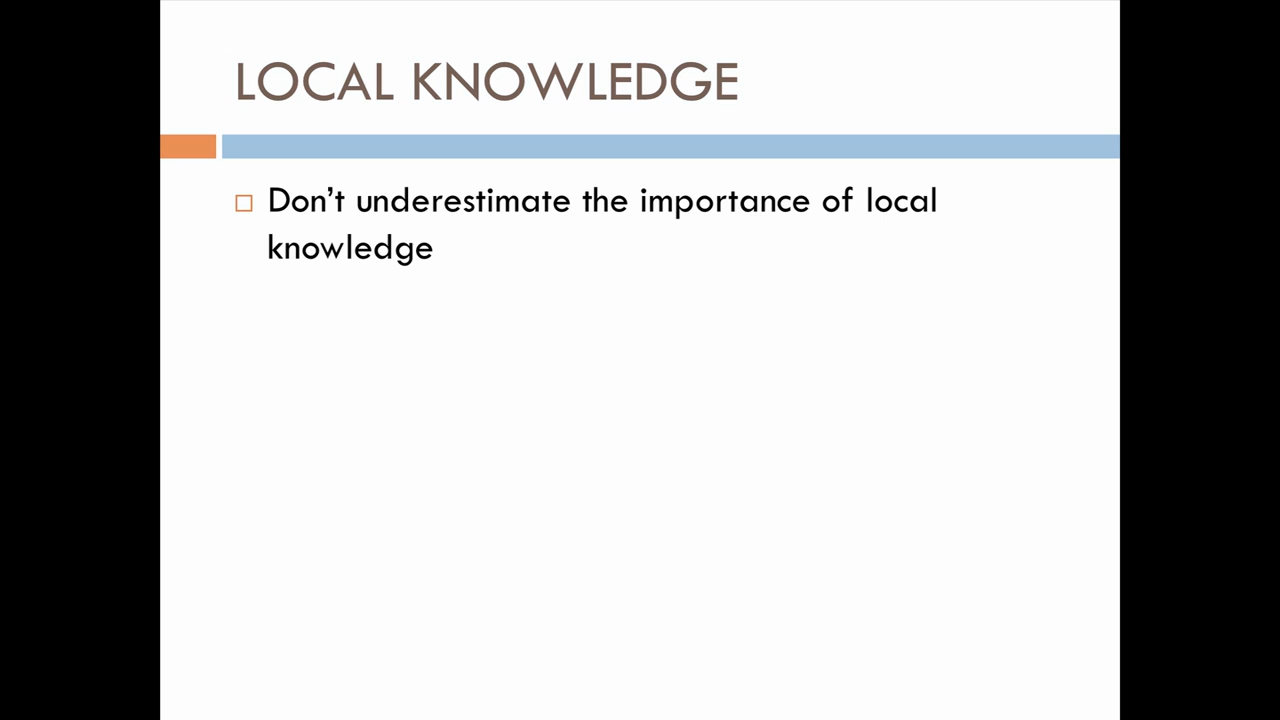 LOCAL KNOWLEDGE
Don’t underestimate the importance of local
knowledge